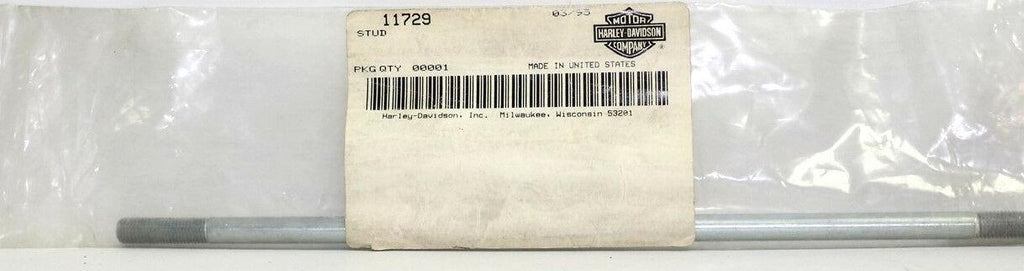 11729
03/95
STUD
MOTOR
HARLEY-DAVIDSON
COMPANY
®
PKG QTY 00001
MADE IN UNITED STATES
Harley-Davidson, Inc. Milwaukee, Wisconsin 53201